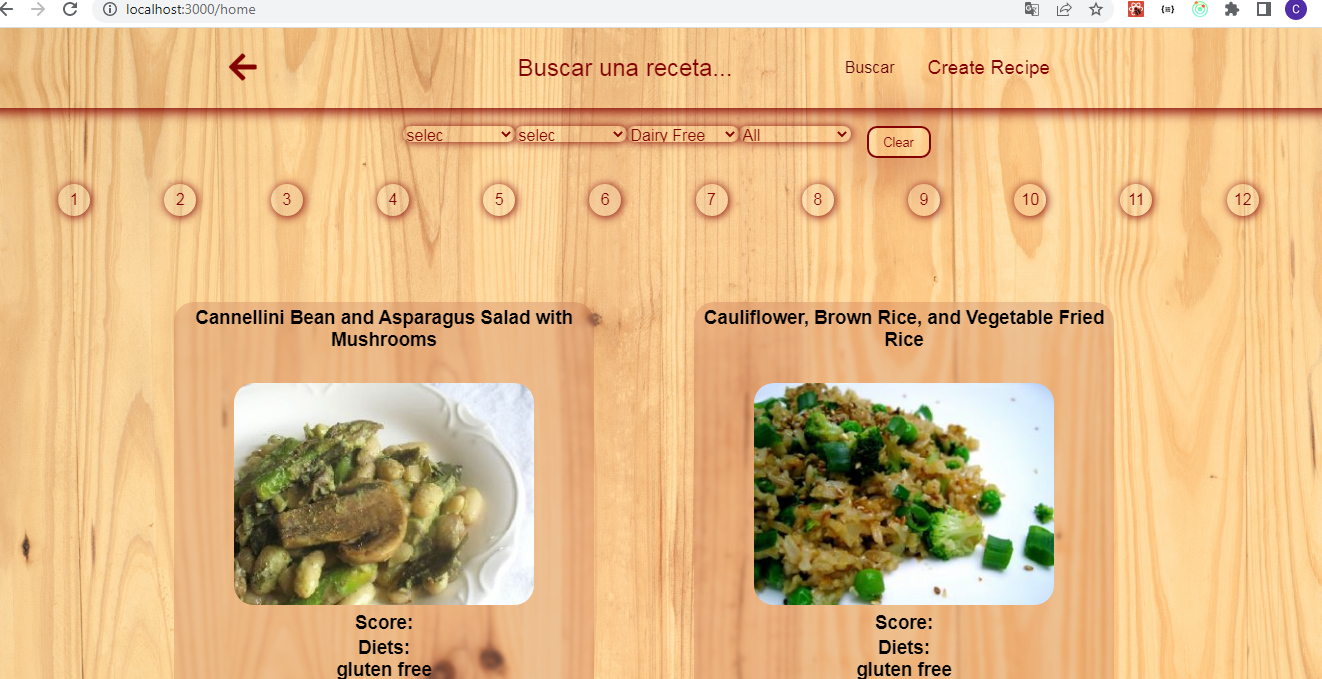 localhost:3000/home
C
Buscar una receta... Buscar Create Recipe
selec selec Dairy Free All Clear
1 2 3 4 5 6 7 8 9 10 11 12
Cannellini Bean and Asparagus Salad with
Mushrooms
Cauliflower, Brown Rice, and Vegetable Fried
Rice
Score:
Diets:
gluten free
Score:
Diets:
gluten free